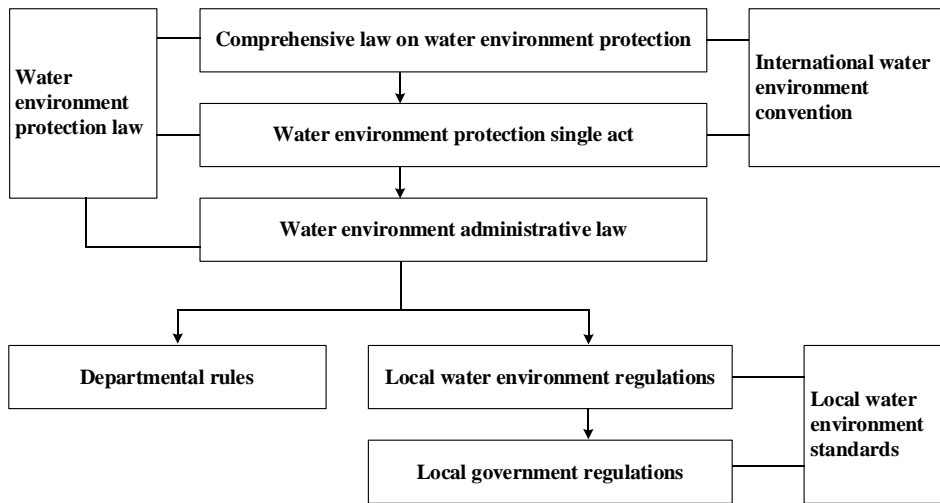 Comprehensive law on water environment protection
Water
environment
protection law
International water
environment
convention
Water environment protection single act
Water environment administrative law
Departmental rules
Local water environment regulations
Local water
environment
standards
Local government regulations